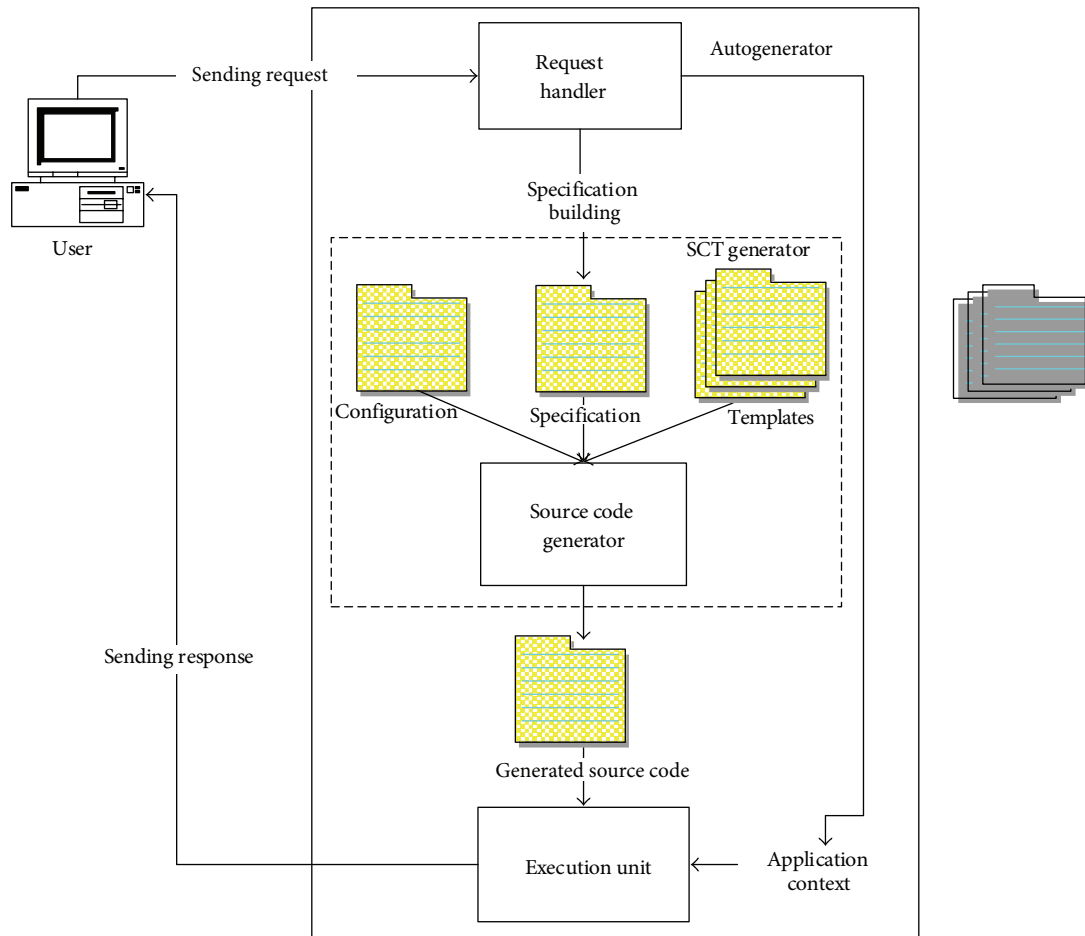 Autogenerator
Request
handler
Sending request
Specification
building
User
SCT generator
Configuration
Specification
Templates
Source code
generator
Sending response
Generated source code
Execution unit
Application
context